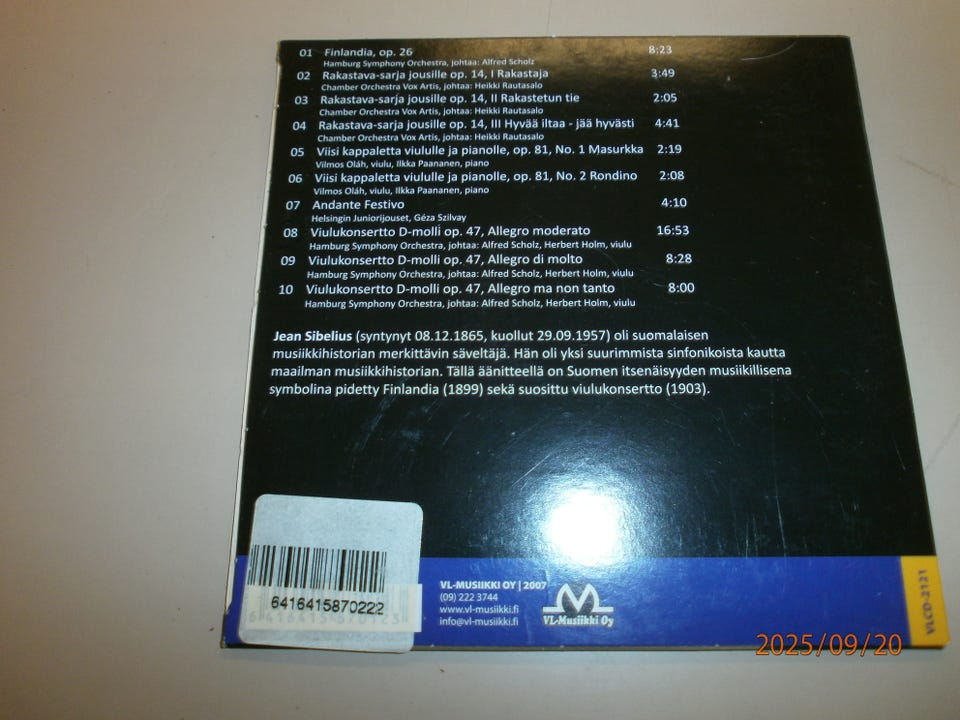 01 Finlandia, op. 26 8:23
Hamburg Symphony Orchestra, johtaa: Alfred Scholz
02 Rakastava-sarja jousille op. 14, I Rakastaja 3:49
Chamber Orchestra Vox Artis, johtaa: Heikki Rautasalo
03 Rakastava-sarja jousille op. 14, II Rakastetun tie 2:05
Chamber Orchestra Vox Artis, johtaa: Heikki Rautasalo
04 Rakastava-sarja jousille op. 14, III Hyvää iltaa - jää hyvästi 4:41
Chamber Orchestra Vox Artis, johtaa: Heikki Rautasalo
05 Viisi kappaletta viululle ja pianolle, op. 81, No. 1 Masurkka 2:19
Vilmos Oláh, viulu, Ilkka Paananen, piano
06 Viisi kappaletta viululle ja pianolle, op. 81, No. 2 Rondino 2:08
Vilmos Oláh, viulu, Ilkka Paananen, piano
07 Andante Festivo 4:10
Helsingin Juniorijouset, Géza Szilvay
08 Viulukonsertto D-molli op. 47, Allegro moderato 16:53
Hamburg Symphony Orchestra, johtaa: Alfred Scholz, Herbert Holm, viulu
09 Viulukonsertto D-molli op. 47, Allegro di molto 8:28
Hamburg Symphony Orchestra, johtaa: Alfred Scholz, Herbert Holm, viulu
10 Viulukonsertto D-molli op. 47, Allegro ma non tanto 8:00
Hamburg Symphony Orchestra, johtaa: Alfred Scholz, Herbert Holm, viulu
Jean Sibelius (syntynyt 08.12.1865, kuollut 29.09.1957) oli suomalaisen
musiikkihistorian merkittävin säveltäjä. Hän oli yksi suurimmista sinfonikoista kautta
maailman musiikkihistorian. Tällä äänitteellä on Suomen itsenäisyyden musiikillisena
symbolina pidetty Finlandia (1899) sekä suosittu viulukonsertto (1903).
6416415870222
VL-MUSIIKKI OY | 2007
(09) 222 3744
www.vl-musiikki.fi
info@vl-musiikki.fi
VL-Musiikki Oy
VLCD-2121
2025/09/20